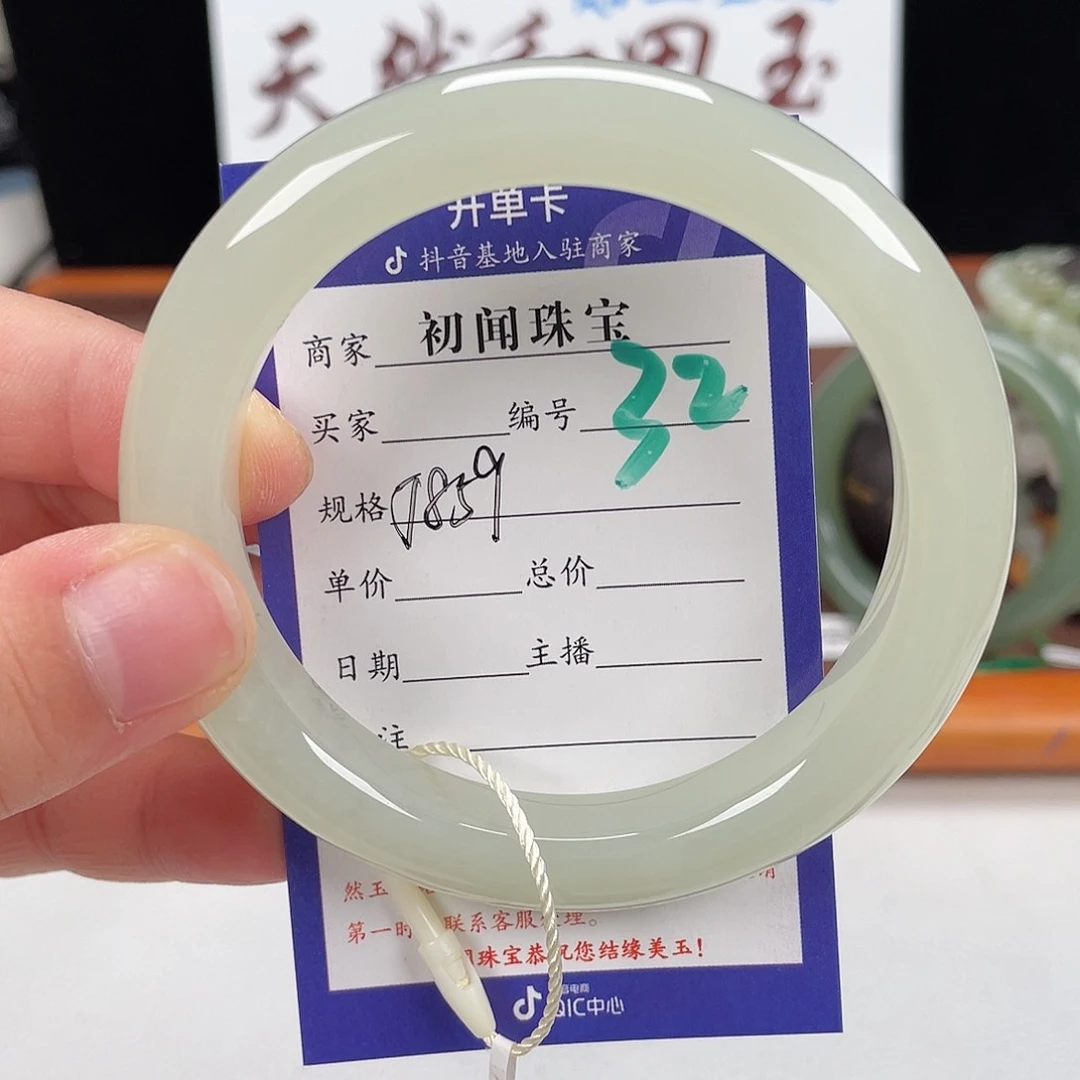 天然和田玉
升单卡
抖音基地入驻商家
商家 初闻珠宝
买家 编号 32
规格 7859
单价 总价
日期 主播
注
然玉
第一时 联系客服 理。
珠宝恭祝您结缘美玉!
QIC中心